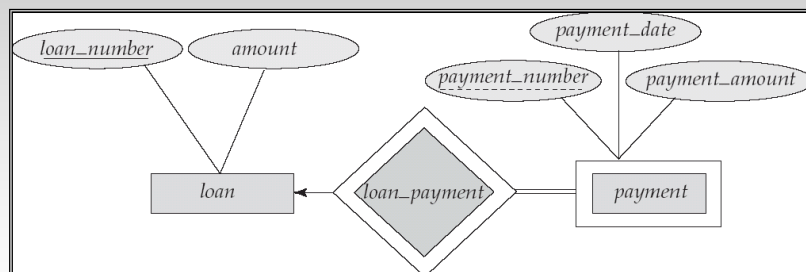 payment_date
loan_number
amount
payment_number
payment_amount
loan
loan_payment
payment